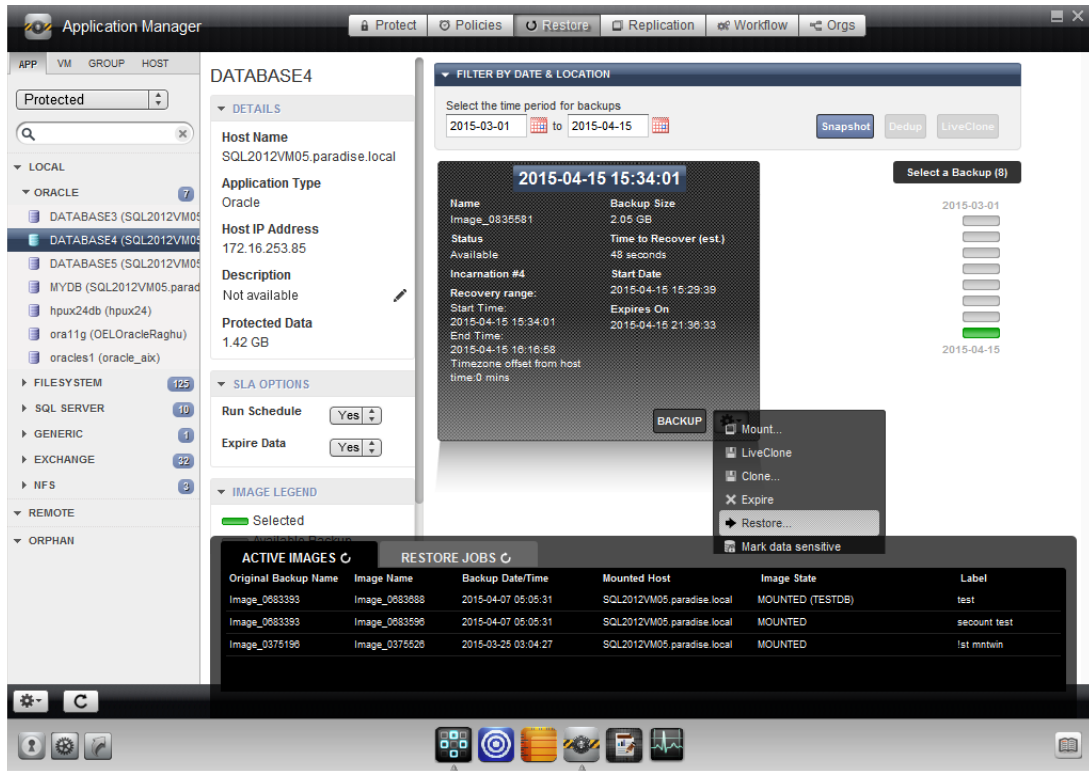 Application Manager
Protect
Policies
Restore
Replication
Workflow
Orgs
APP VM GROUP HOST
Protected
LOCAL
ORACLE 7
DATABASE3 (SQL2012VM05
DATABASE4 (SQL2012VM05
DATABASE5 (SQL2012VM05
MYDB (SQL2012VM05.parad
hpux24db (hpux24)
ora11g (OELOracleRaghu)
oracles1 (oracle_aix)
FILESYSTEM 125
SQL SERVER 10
GENERIC 1
EXCHANGE 32
NFS 3
REMOTE
ORPHAN
DATABASE4
DETAILS
Host Name
SQL2012VM05.paradise.local
Application Type
Oracle
Host IP Address
172.16.253.85
Description
Not available
Protected Data
1.42 GB
SLA OPTIONS
Run Schedule Yes
Expire Data Yes
IMAGE LEGEND
Selected
Available Backup
FILTER BY DATE & LOCATION
Select the time period for backups
2015-03-01 to 2015-04-15
Snapshot Dedup LiveClone
2015-04-15 15:34:01
Name
Image_0835581
Status
Available
Incarnation #4
Recovery range:
Start Time:
2015-04-15 15:34:01
End Time:
2015-04-15 16:16:58
Timezone offset from host
time:0 mins
Backup Size
2.05 GB
Time to Recover (est.)
48 seconds
Start Date
2015-04-15 15:29:39
Expires On
2015-04-15 21:36:33
BACKUP
Mount...
LiveClone
Clone...
Expire
Restore...
Mark data sensitive
Select a Backup (8)
2015-03-01
2015-04-15
ACTIVE IMAGES RESTORE JOBS
Original Backup Name Image Name Backup Date/Time Mounted Host Image State Label
Image_0683393 Image_0683688 2015-04-07 05:05:31 SQL2012VM05.paradise.local MOUNTED (TESTDB) test
Image_0683393 Image_0683596 2015-04-07 05:05:31 SQL2012VM05.paradise.local MOUNTED secount test
Image_0375196 Image_0375526 2015-03-25 03:04:27 SQL2012VM05.paradise.local MOUNTED !st mntwin